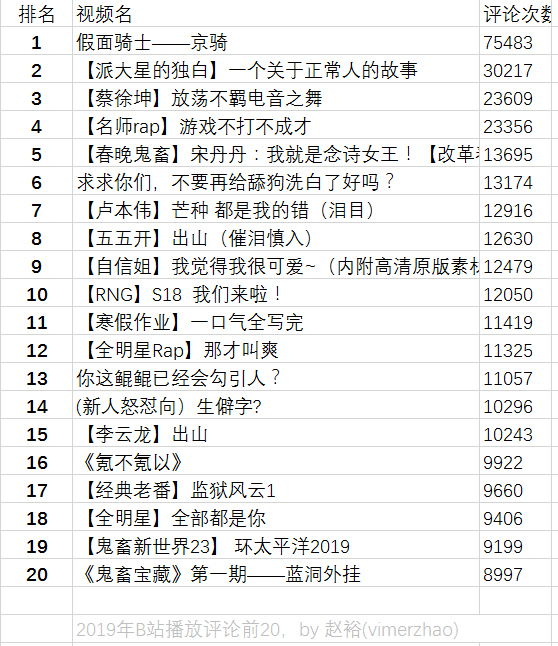 排名 视频名 评论次数
1 假面骑士——京骑 75483
2 【派大星的独白】一个关于正常人的故事 30217
3 【蔡徐坤】放荡不羁电音之舞 23609
4 【名师rap】游戏不打不成才 23356
5 【春晚鬼畜】宋丹丹：我就是念诗女王！【改革 13695
6 求求你们，不要再给舔狗洗白了好吗？ 13174
7 【卢本伟】芒种 都是我的错（泪目） 12916
8 【五五开】出山（催泪慎入） 12630
9 【自信姐】我觉得我很可爱~（内附高清原版素材 12479
10 【RNG】S18 我们来啦！ 12050
11 【寒假作业】一口气全写完 11419
12 【全明星Rap】那才叫爽 11325
13 你这鲲鲲已经会勾引人？ 11057
14 (新人怒怼向）生僻字? 10296
15 【李云龙】出山 10243
16 《氪不氪以》 9922
17 【经典老番】监狱风云1 9660
18 【全明星】全部都是你 9406
19 【鬼畜新世界23】 环太平洋2019 9199
20 《鬼畜宝藏》第一期——蓝洞外挂 8997
2019年B站播放评论前20，by 赵裕(vimerzhao)